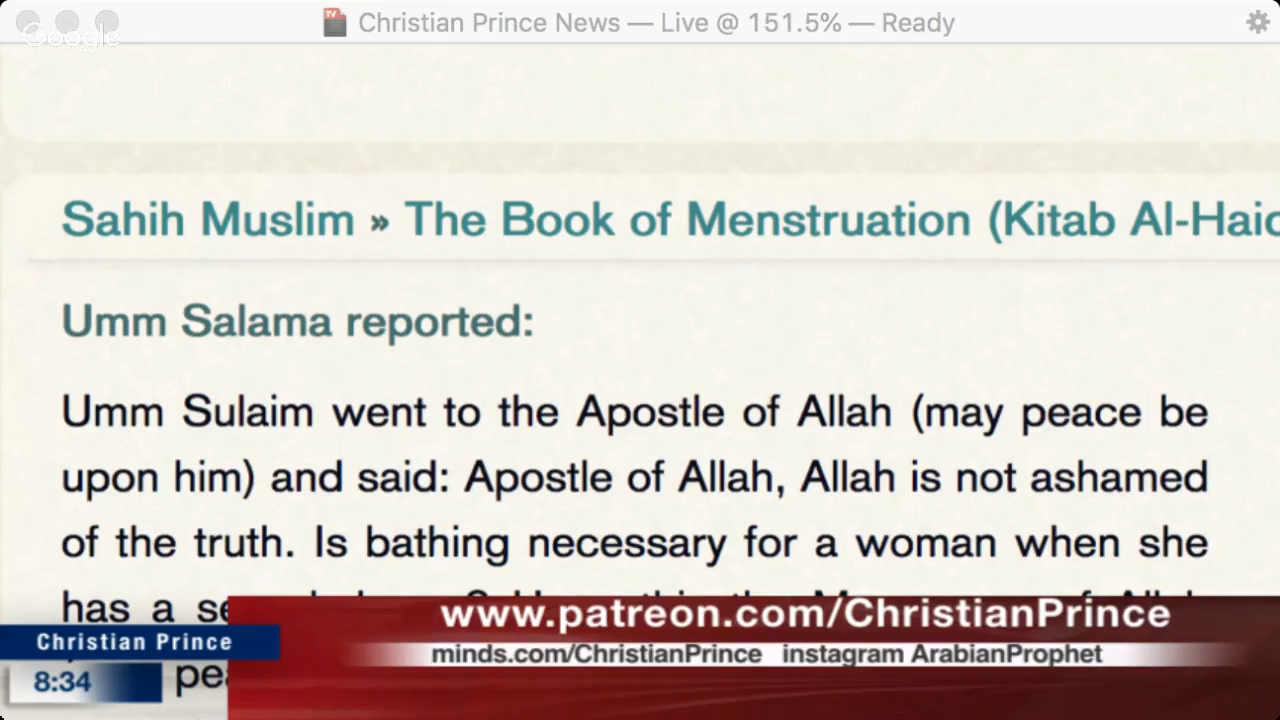 Christian Prince News — Live @ 151.5% — Ready
Google
Sahih Muslim » The Book of Menstruation (Kitab Al-Haid
Umm Salama reported:
Umm Sulaim went to the Apostle of Allah (may peace be
upon him) and said: Apostle of Allah, Allah is not ashamed
of the truth. Is bathing necessary for a woman when she
has a
www.patreon.com/ChristianPrince
Christian Prince
minds.com/ChristianPrince instagram ArabianProphet
8:34